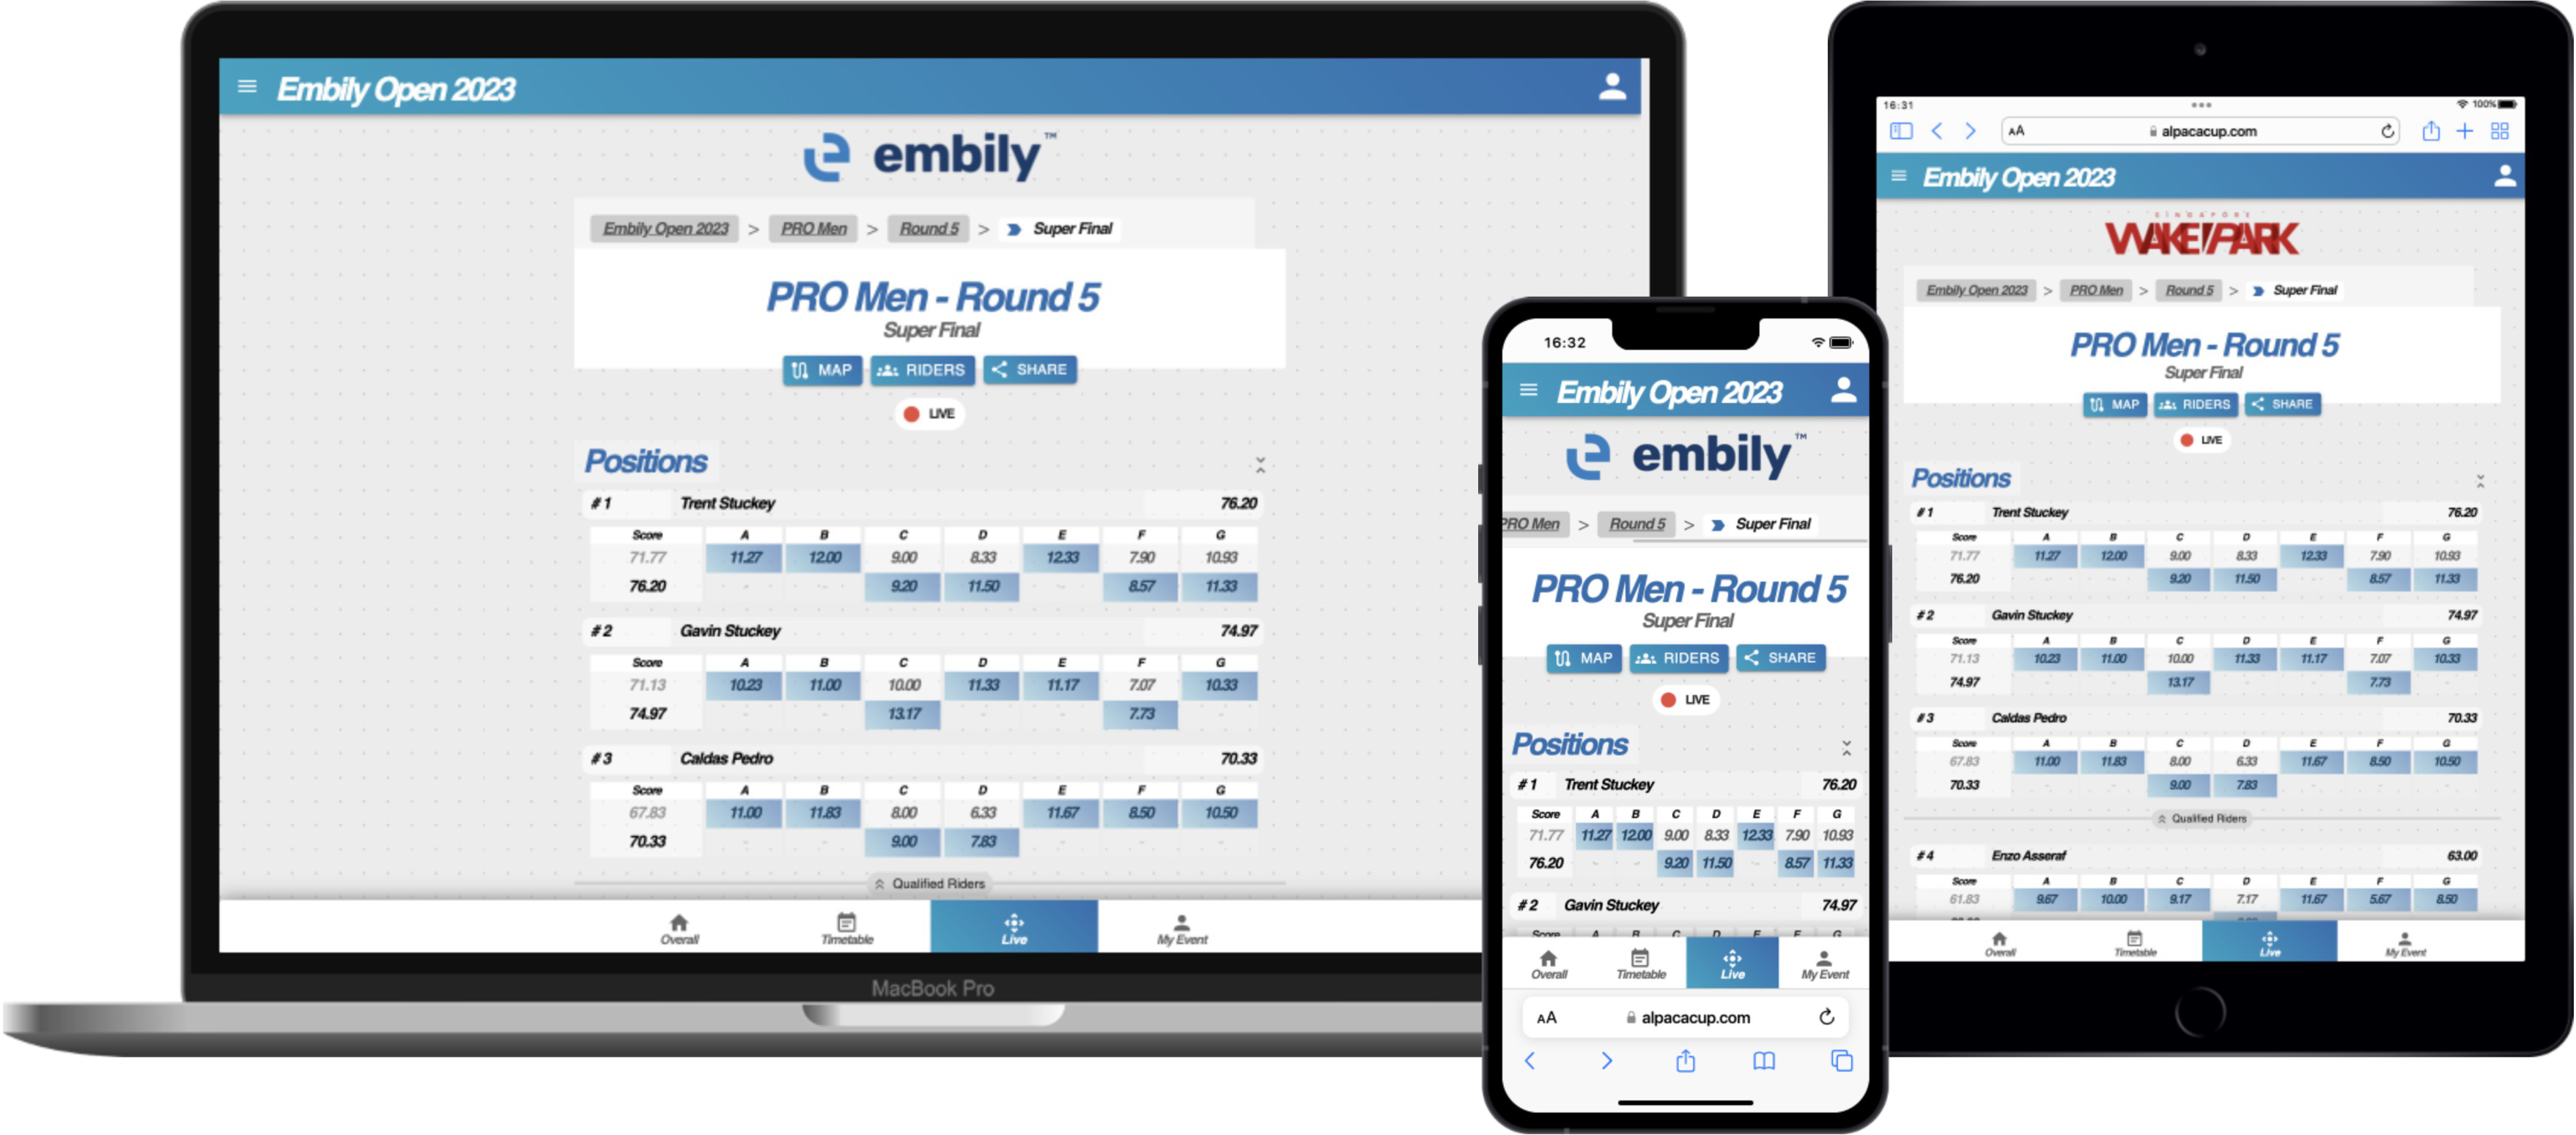 Embily Open 2023
embily™
Embily Open 2023 > PRO Men > Round 5 > Super Final
PRO Men - Round 5
Super Final
MAP RIDERS SHARE
LIVE
Positions
# 1 Trent Stuckey 76.20
Score A B C D E F G
71.77 11.27 12.00 9.00 8.33 12.33 7.90 10.93
76.20 - - 9.20 11.50 - 8.57 11.33
# 2 Gavin Stuckey 74.97
Score A B C D E F G
71.13 10.23 11.00 10.00 11.33 11.17 7.07 10.33
74.97 - - 13.17 - - 7.73 -
# 3 Caldas Pedro 70.33
Score A B C D E F G
67.83 11.00 11.83 8.00 6.33 11.67 8.50 10.50
70.33 - - 9.00 7.83 - - -
Qualified Riders
Overall Timetable Live My Event
MacBook Pro
16:32
Embily Open 2023
embily™
PRO Men > Round 5 > Super Final
PRO Men - Round 5
Super Final
MAP RIDERS SHARE
LIVE
Positions
# 1 Trent Stuckey 76.20
Score A B C D E F G
71.77 11.27 12.00 9.00 8.33 12.33 7.90 10.93
76.20 - - 9.20 11.50 - 8.57 11.33
# 2 Gavin Stuckey 74.97
Score A B C D E F G
Overall Timetable Live My Event
AA alpacacup.com
16:31 100%
AA alpacacup.com
Embily Open 2023
SINGAPORE
WAKEPARK
Embily Open 2023 > PRO Men > Round 5 > Super Final
PRO Men - Round 5
Super Final
MAP RIDERS SHARE
LIVE
Positions
# 1 Trent Stuckey 76.20
Score A B C D E F G
71.77 11.27 12.00 9.00 8.33 12.33 7.90 10.93
76.20 - - 9.20 11.50 - 8.57 11.33
# 2 Gavin Stuckey 74.97
Score A B C D E F G
71.13 10.23 11.00 10.00 11.33 11.17 7.07 10.33
74.97 - - 13.17 - - 7.73 -
# 3 Caldas Pedro 70.33
Score A B C D E F G
67.83 11.00 11.83 8.00 6.33 11.67 8.50 10.50
70.33 - - 9.00 7.83 - - -
Qualified Riders
# 4 Enzo Asseraf 63.00
Score A B C D E F G
61.83 9.67 10.00 9.17 7.17 11.67 5.67 8.50
Overall Timetable Live My Event